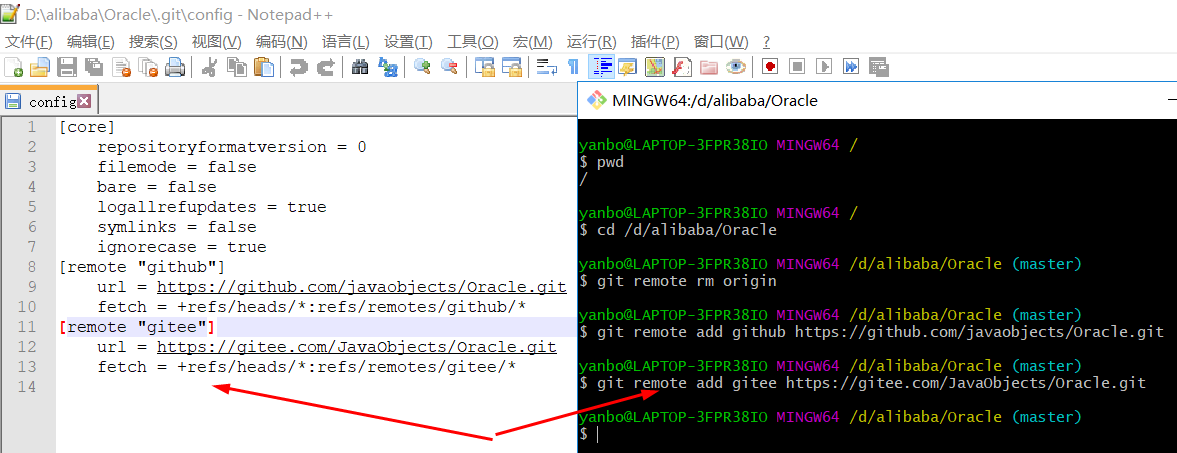 D:\alibaba\Oracle\.git\config - Notepad++
文件(F) 编辑(E) 搜索(S) 视图(V) 编码(N) 语言(L) 设置(T) 工具(O) 宏(M) 运行(R) 插件(P) 窗口(W) ?
config
1 [core]
2 repositoryformatversion = 0
3 filemode = false
4 bare = false
5 logallrefupdates = true
6 symlinks = false
7 ignorecase = true
8 [remote "github"]
9 url = https://github.com/javaobjects/Oracle.git
10 fetch = +refs/heads/*:refs/remotes/github/*
11 [remote "gitee"]
12 url = https://gitee.com/JavaObjects/Oracle.git
13 fetch = +refs/heads/*:refs/remotes/gitee/*
14
MINGW64:/d/alibaba/Oracle
yanbo@LAPTOP-3FPR38IO MINGW64 /
$ pwd
/
yanbo@LAPTOP-3FPR38IO MINGW64 /
$ cd /d/alibaba/Oracle
yanbo@LAPTOP-3FPR38IO MINGW64 /d/alibaba/Oracle (master)
$ git remote rm origin
yanbo@LAPTOP-3FPR38IO MINGW64 /d/alibaba/Oracle (master)
$ git remote add github https://github.com/javaobjects/Oracle.git
yanbo@LAPTOP-3FPR38IO MINGW64 /d/alibaba/Oracle (master)
$ git remote add gitee https://gitee.com/JavaObjects/Oracle.git
yanbo@LAPTOP-3FPR38IO MINGW64 /d/alibaba/Oracle (master)
$